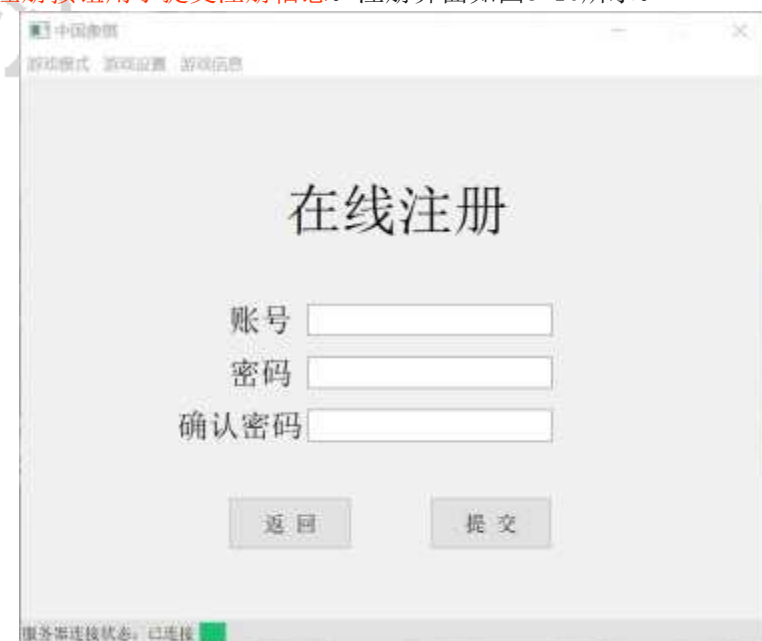 中国象棋
游戏模式 游戏设置 游戏信息
在线注册
账号
密码
确认密码
返 回
提 交
服务器连接状态：已连接